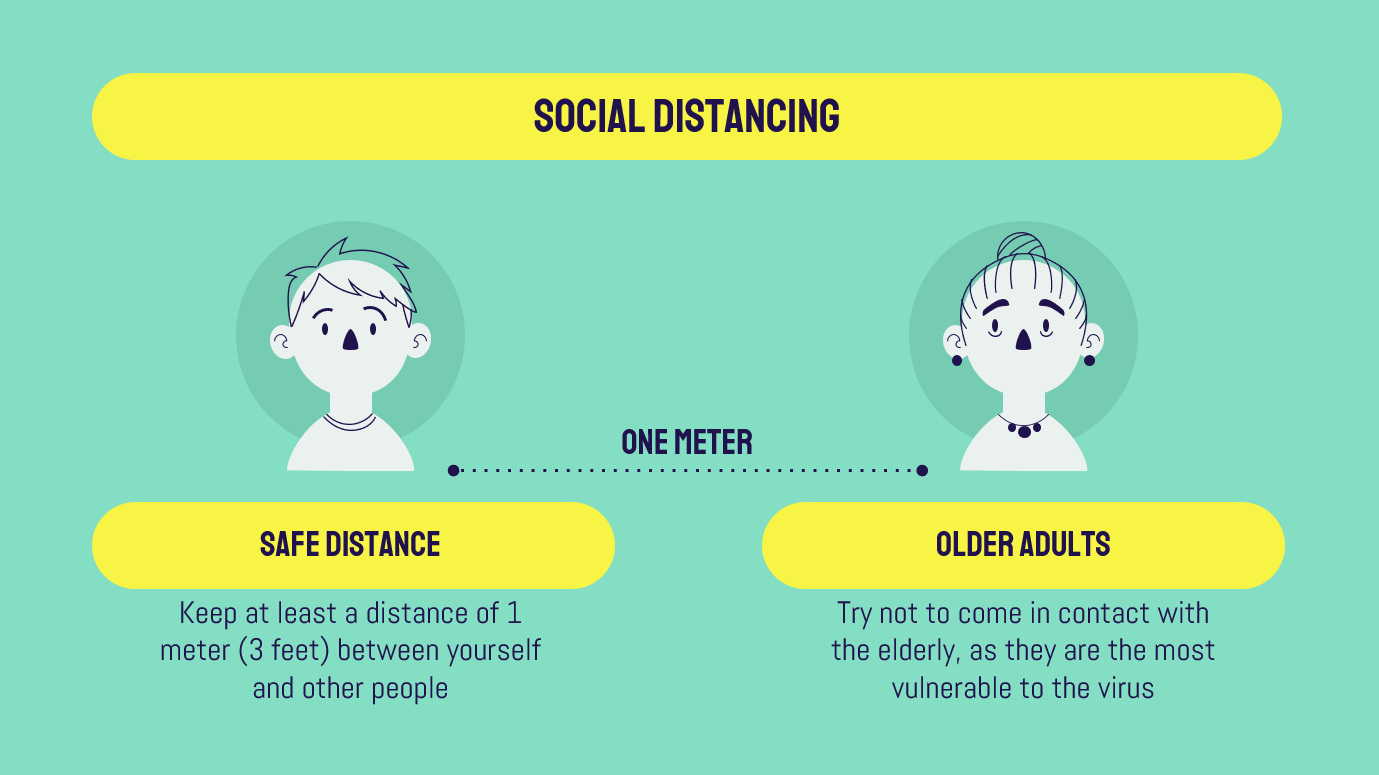 SOCIAL DISTANCING
ONE METER
SAFE DISTANCE
Keep at least a distance of 1
meter (3 feet) between yourself
and other people
OLDER ADULTS
Try not to come in contact with
the elderly, as they are the most
vulnerable to the virus